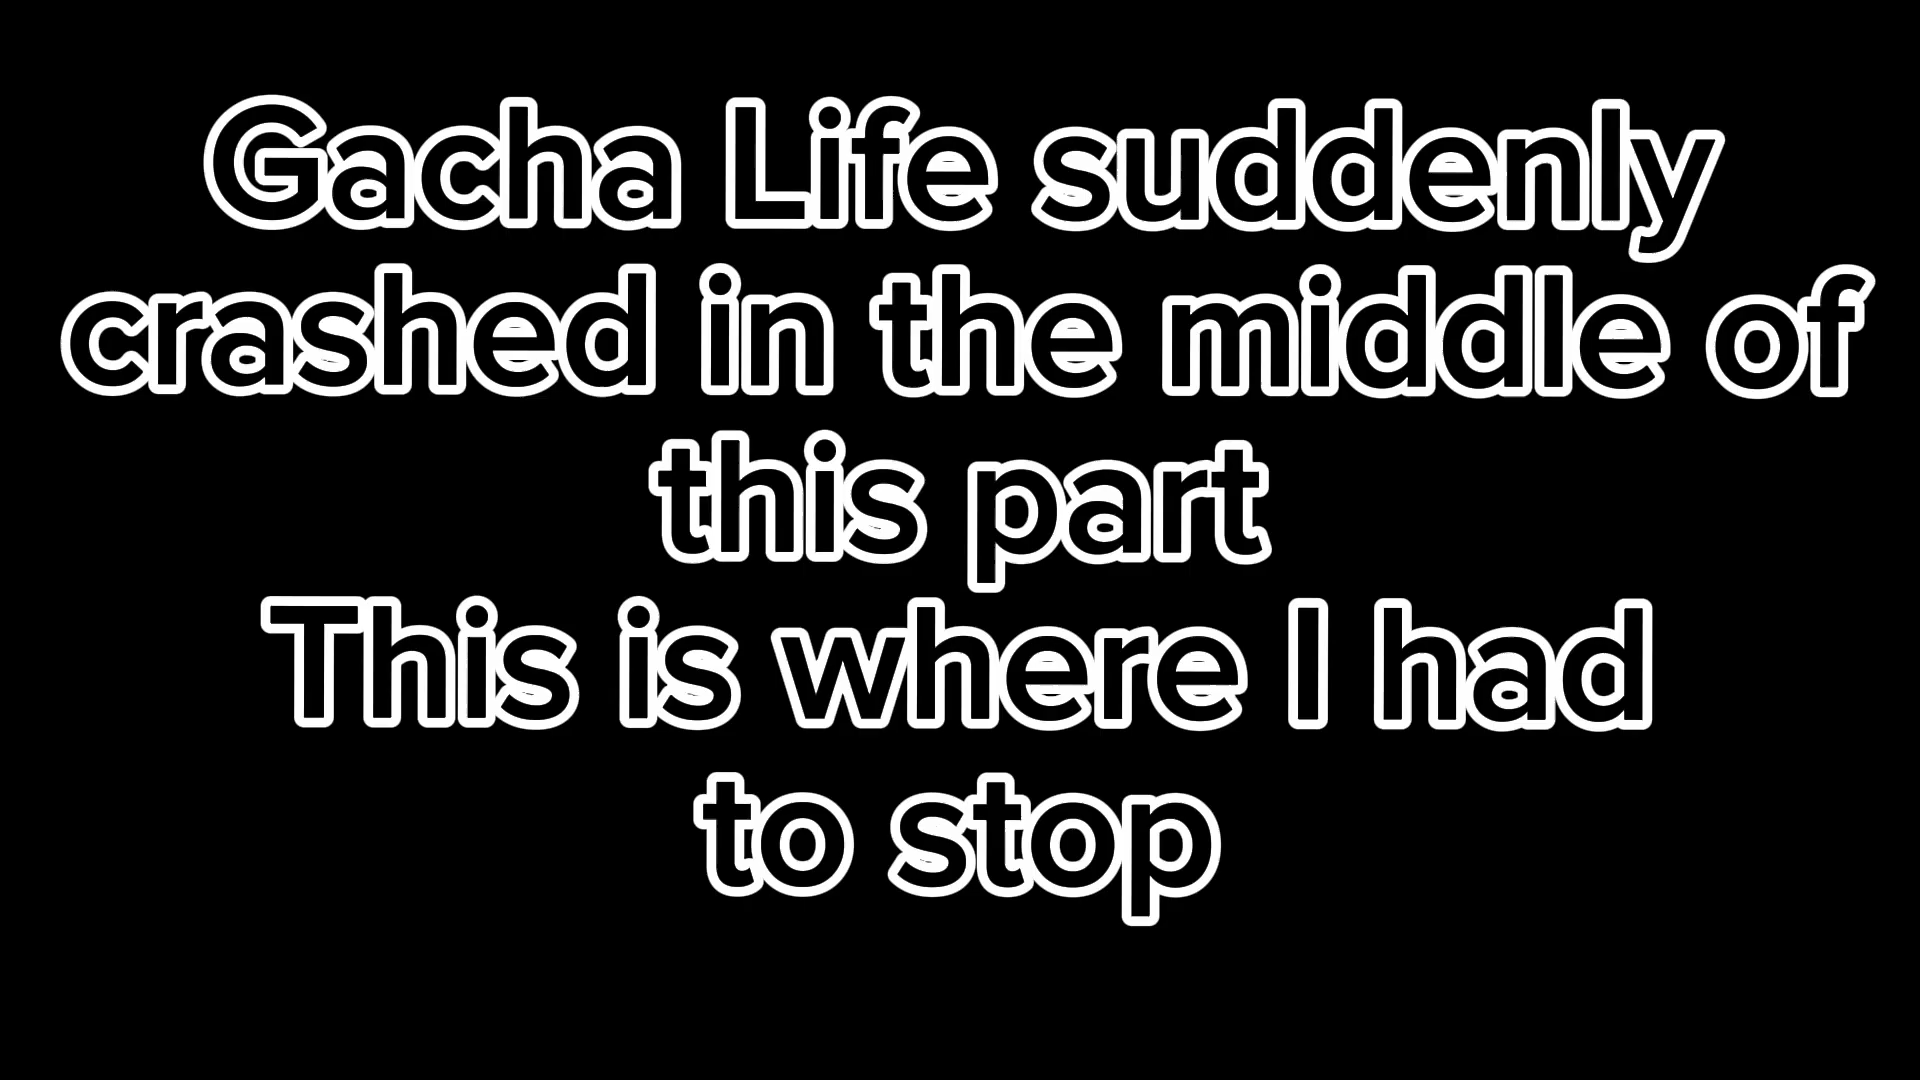 Gacha Life suddenly
crashed in the middle of
this part
This is where I had
to stop